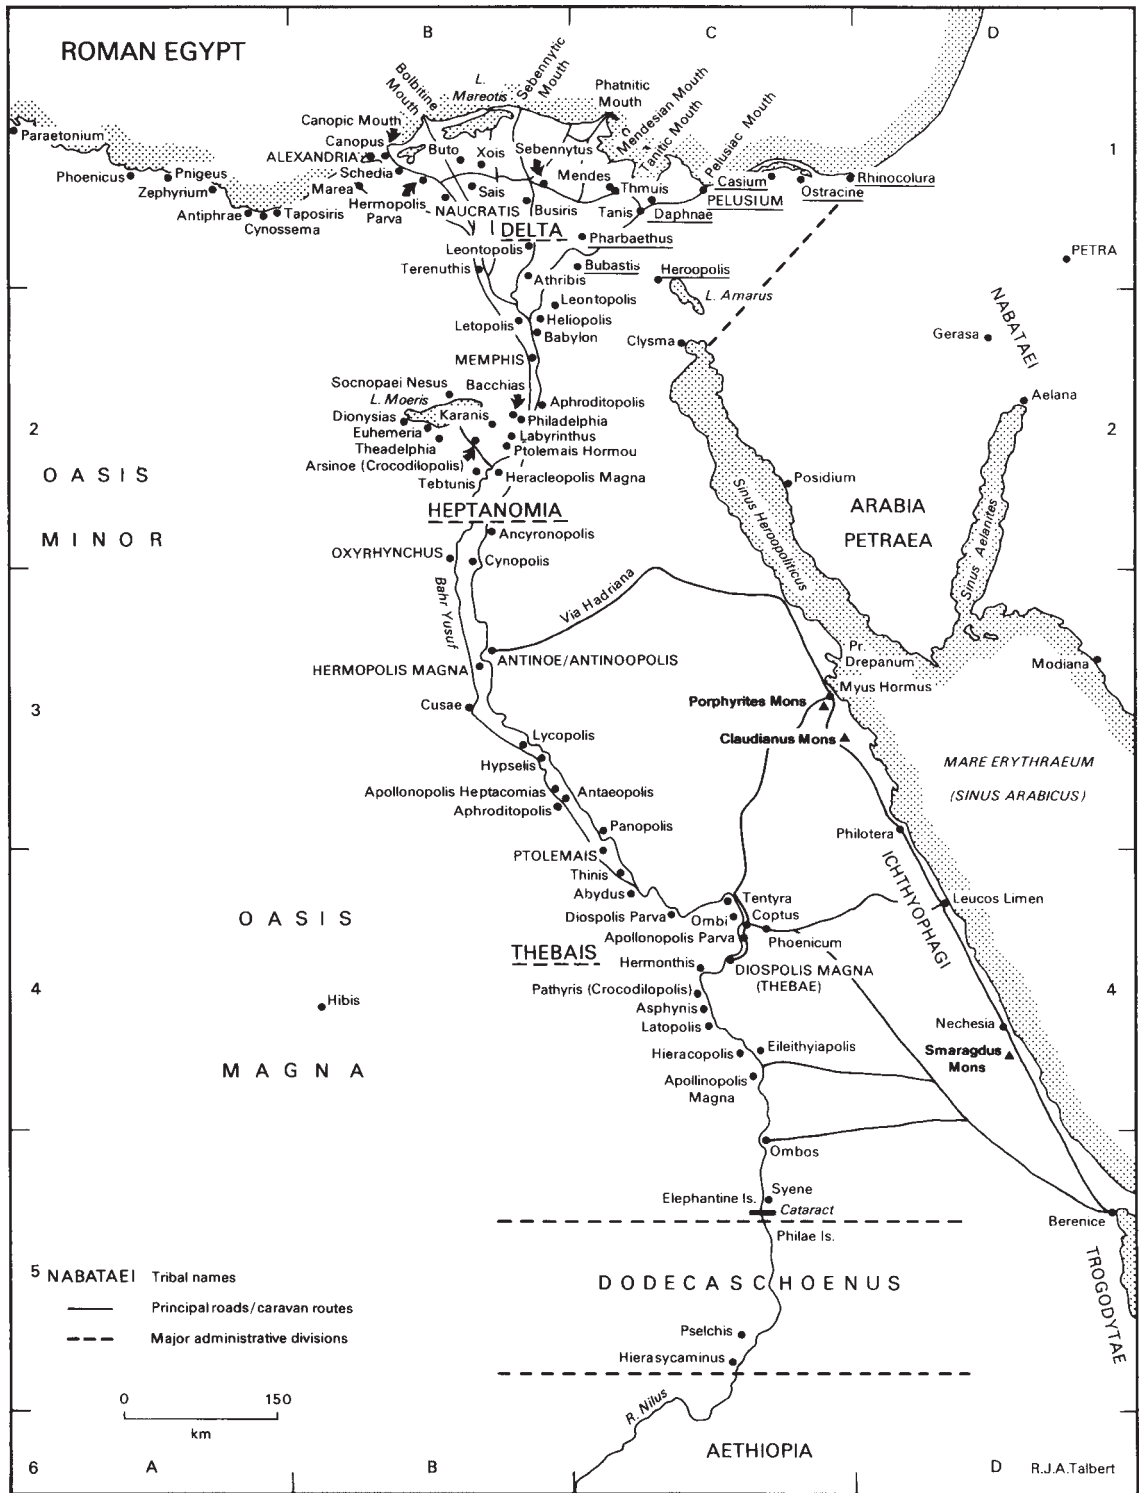 ROMAN EGYPT
B
C
D
Bolbitine
Mouth
L.
Mareotis
Sebennytic
Mouth
Phatnitic
Mouth
Mendesian Mouth
Tanitic Mouth
Pelusiac Mouth
Canopic Mouth
Paraetonium
Canopus
ALEXANDRIA
Buto
Xois
Sebennytus
1
1
Phoenicus
Pnigeus
Schedia
Mendes
Thmuis
Casium
Rhinocolura
Zephyrium
Marea
Sais
PELUSIUM
Ostracine
Hermopolis
Parva
NAUCRATIS
Busiris
Tanis
Daphnae
Antiphrae
Taposiris
Cynossema
DELTA
Pharbaethus
Leontopolis
PETRA
Terenuthis
Bubastis
Heroopolis
Athribis
L. Amarus
Leontopolis
NABATAEI
Letopolis
Heliopolis
Babylon
Clysma
Gerasa
MEMPHIS
Socnopaei Nesus
Bacchias
L. Moeris
Aphroditopolis
Aelana
Dionysias
Karanis
Philadelphia
2
2
Euhemeria
Labyrinthus
Theadelphia
Ptolemais Hormou
Arsinoe (Crocodilopolis)
Tebtunis
Heracleopolis Magna
OASIS
MINOR
Posidium
Sinus Heroopoliticus
ARABIA
PETRAEA
Sinus Aelanites
HEPTANOMIA
Ancyronopolis
OXYRHYNCHUS
Cynopolis
Bahr Yusuf
Via Hadriana
ANTINOE/ANTINOOPOLIS
HERMOPOLIS MAGNA
Pr.
Drepanum
Modiana
Myus Hormus
Cusae
Porphyrites Mons
3
3
Claudianus Mons
Lycopolis
Hypselis
MARE ERYTHRAEUM
(SINUS ARABICUS)
Apollonopolis Heptacomias
Antaeopolis
Aphroditopolis
Panopolis
Philotera
PTOLEMAIS
Thinis
ICHTHYOPHAGI
Abydus
Tentyra
Leucos Limen
OASIS
MAGNA
Diospolis Parva
Ombi
Coptus
Apollonopolis Parva
Phoenicum
THEBAIS
Hermonthis
DIOSPOLIS MAGNA
(THEBAE)
4
4
Pathyris (Crocodilopolis)
Hibis
Asphynis
Latopolis
Nechesia
Hieracopolis
Eileithyiapolis
Smaragdus
Mons
Apollinopolis
Magna
Ombos
Syene
Elephantine Is.
Cataract
Berenice
Philae Is.
5
5
DODECASCHOENUS
TROGODYTAE
NABATAEI Tribal names
Principal roads/caravan routes
Major administrative divisions
Pselchis
Hierasycaminus
0 150
km
R. Nilus
AETHIOPIA
6
A
B
D
R.J.A.Talbert